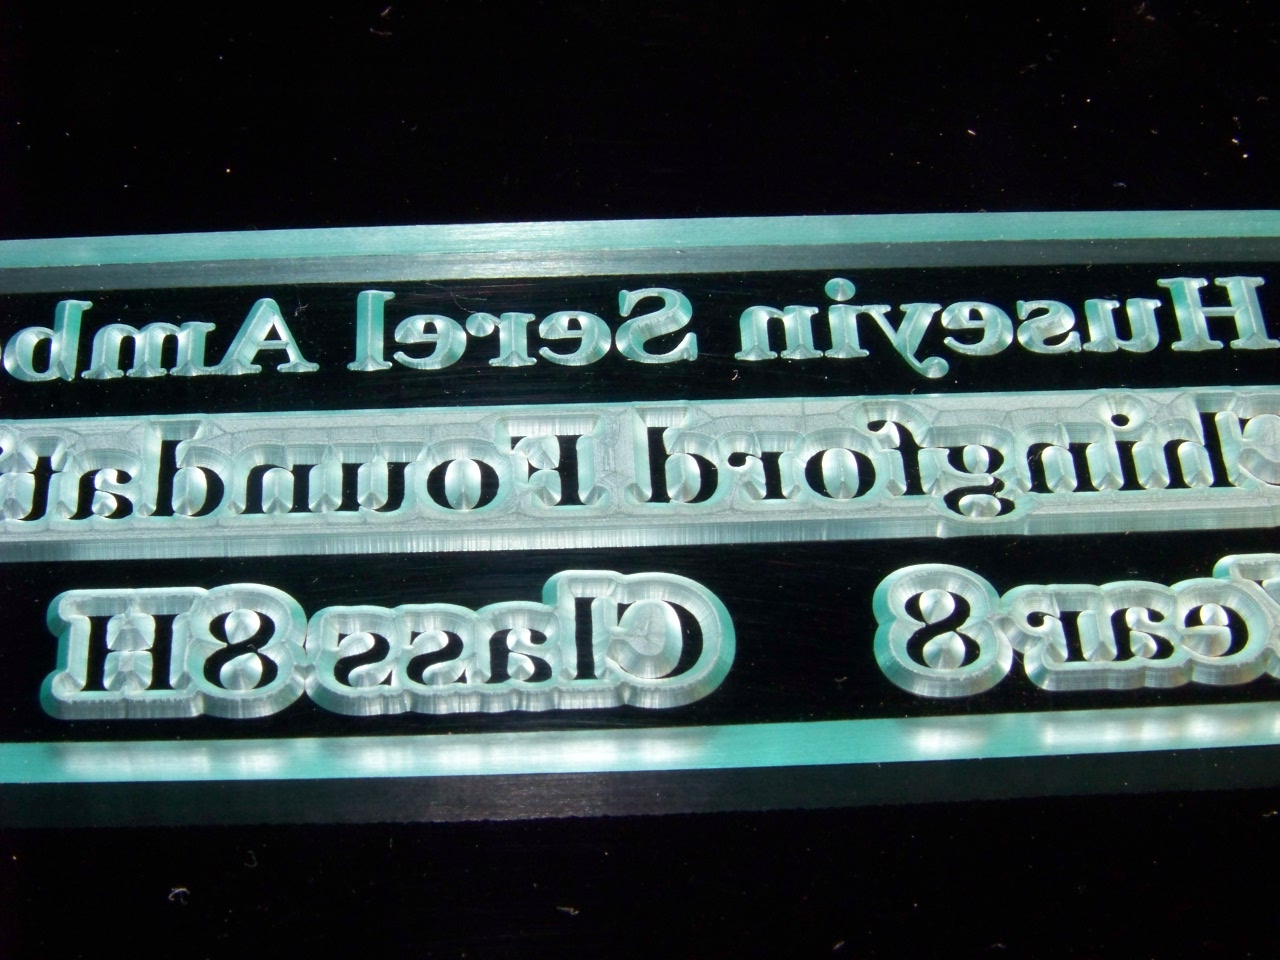 Huseyin Serel Amb
hingford Foundat
ear 8 Class 8H